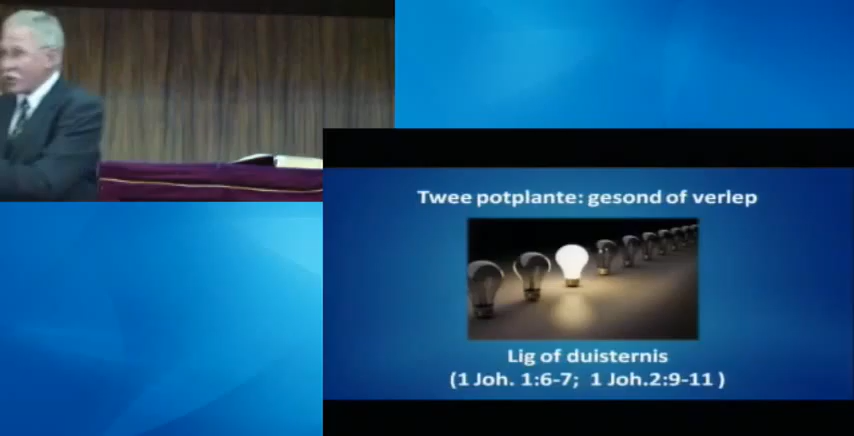 Twee potplante: gesond of verlep
Lig of duisternis
(1 Joh. 1:6-7; 1 Joh.2:9-11 )